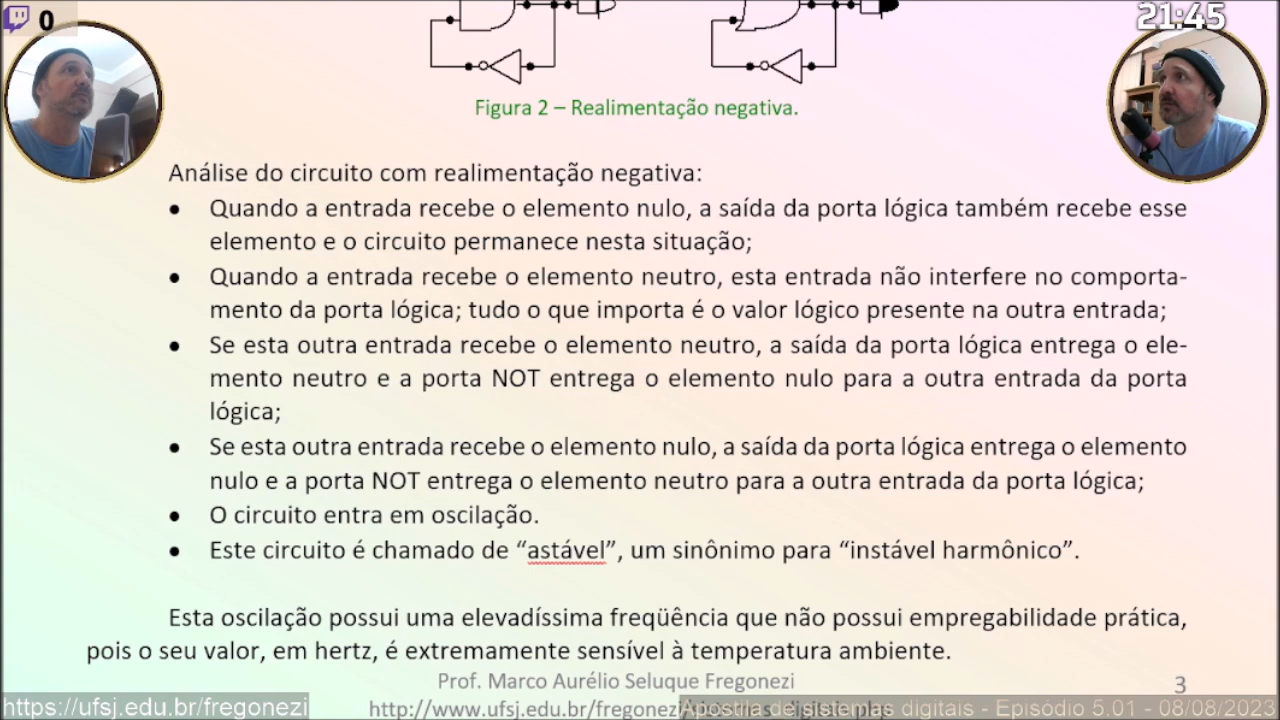 0
21:45
Figura 2 – Realimentação negativa.
Análise do circuito com realimentação negativa:
• Quando a entrada recebe o elemento nulo, a saída da porta lógica também recebe esse
elemento e o circuito permanece nesta situação;
• Quando a entrada recebe o elemento neutro, esta entrada não interfere no comporta-
mento da porta lógica; tudo o que importa é o valor lógico presente na outra entrada;
• Se esta outra entrada recebe o elemento neutro, a saída da porta lógica entrega o ele-
mento neutro e a porta NOT entrega o elemento nulo para a outra entrada da porta
lógica;
• Se esta outra entrada recebe o elemento nulo, a saída da porta lógica entrega o elemento
nulo e a porta NOT entrega o elemento neutro para a outra entrada da porta lógica;
• O circuito entra em oscilação.
• Este circuito é chamado de “astável”, um sinônimo para “instável harmônico”.
Esta oscilação possui uma elevadíssima freqüência que não possui empregabilidade prática,
pois o seu valor, em hertz, é extremamente sensível à temperatura ambiente.
Prof. Marco Aurélio Seluque Fregonezi
3
https://ufsj.edu.br/fregonezi
http://www.ufsj.edu.br/fregonezi
Apostila de sistemas digitais - Episódio 5.01 - 08/08/2023